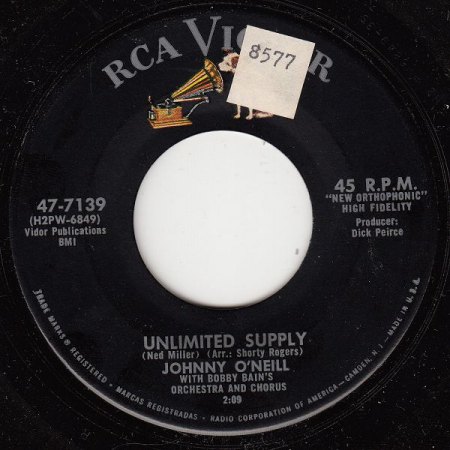 RCA VICTOR
8577
47-7139
(H2PW-6849)
Vidor Publications
BMI
45 R.P.M.
"NEW ORTHOPHONIC"
HIGH FIDELITY
Producer:
Dick Peirce
UNLIMITED SUPPLY
(Ned Miller) (Arr.: Shorty Rogers)
JOHNNY O'NEILL
WITH BOBBY BAIN'S
ORCHESTRA AND CHORUS
2:09
TRADE MARKS ® REGISTERED • MARCAS REGISTRADAS • RADIO CORPORATION OF AMERICA—CAMDEN, N. J. • MADE IN U.S.A.